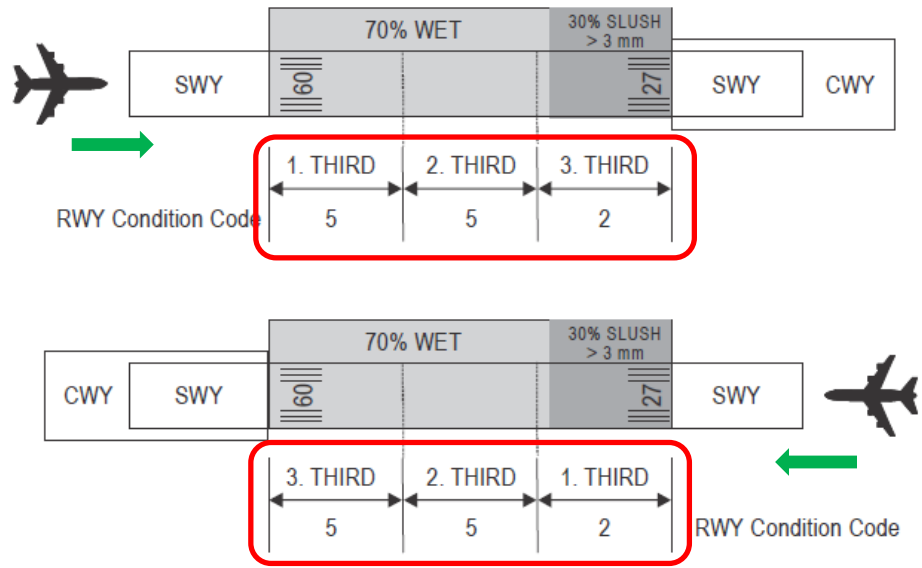 70% WET
30% SLUSH
> 3 mm
SWY
09
27
SWY
CWY
1. THIRD
2. THIRD
3. THIRD
RWY Condition Code
5
5
2
70% WET
30% SLUSH
> 3 mm
CWY
SWY
09
27
SWY
3. THIRD
2. THIRD
1. THIRD
5
5
2
RWY Condition Code